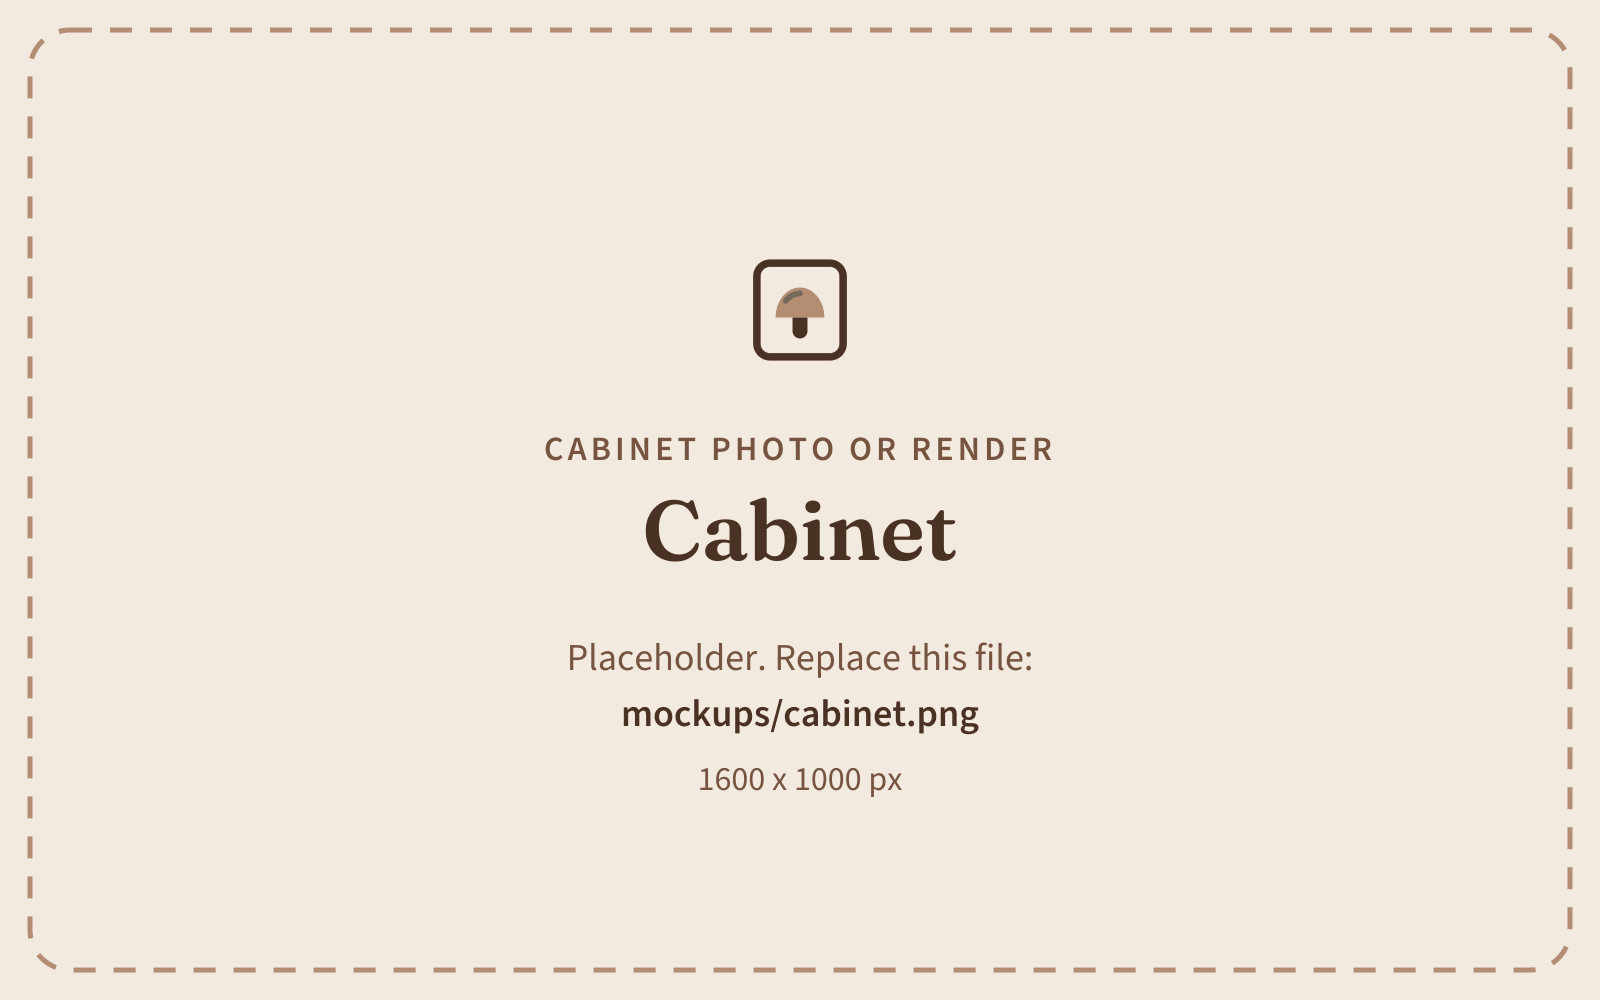 CABINET PHOTO OR RENDER
Cabinet
Placeholder. Replace this file:
mockups/cabinet.png
1600 x 1000 px